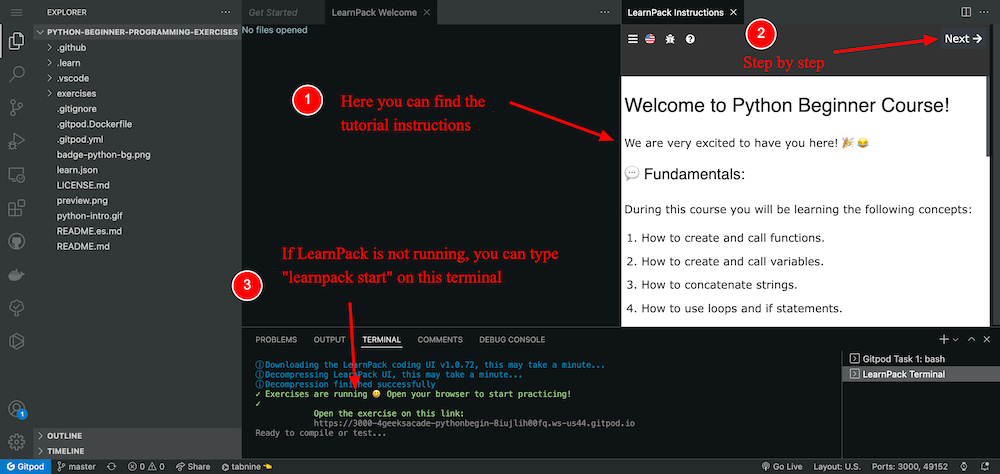 EXPLORER
Get Started
LearnPack Welcome
LearnPack Instructions
PYTHON-BEGINNER-PROGRAMMING-EXERCISES
.github
.learn
.vscode
exercises
.gitignore
.gitpod.Dockerfile
.gitpod.yml
badge-python-bg.png
learn.json
LICENSE.md
preview.png
python-intro.gif
README.es.md
README.md
OUTLINE
TIMELINE
No files opened
1
Here you can find the
tutorial instructions
2
Step by step
Next
Welcome to Python Beginner Course!
We are very excited to have you here! 🎉 😂
💬 Fundamentals:
During this course you will be learning the following concepts:
1. How to create and call functions.
2. How to create and call variables.
3. How to concatenate strings.
4. How to use loops and if statements.
3
If LearnPack is not running, you can type
"learnpack start" on this terminal
PROBLEMS OUTPUT TERMINAL COMMENTS DEBUG CONSOLE
Downloading the LearnPack coding UI v1.0.72, this may take a minute...
Decompressing LearnPack UI, this may take a minute...
Decompression finished successfully
✓ Exercises are running 😃 Open your browser to start practicing!
✓
Open the exercise on this link:
https://3000-4geeksacade-pythonbegin-8iujlih00fq.ws-us44.gitpod.io
Ready to compile or test...
Gitpod Task 1: bash
LearnPack Terminal
1
Gitpod master 0 0 Share Spaces tabnine 👈 Go Live Layout: U.S. Ports: 3000, 49152